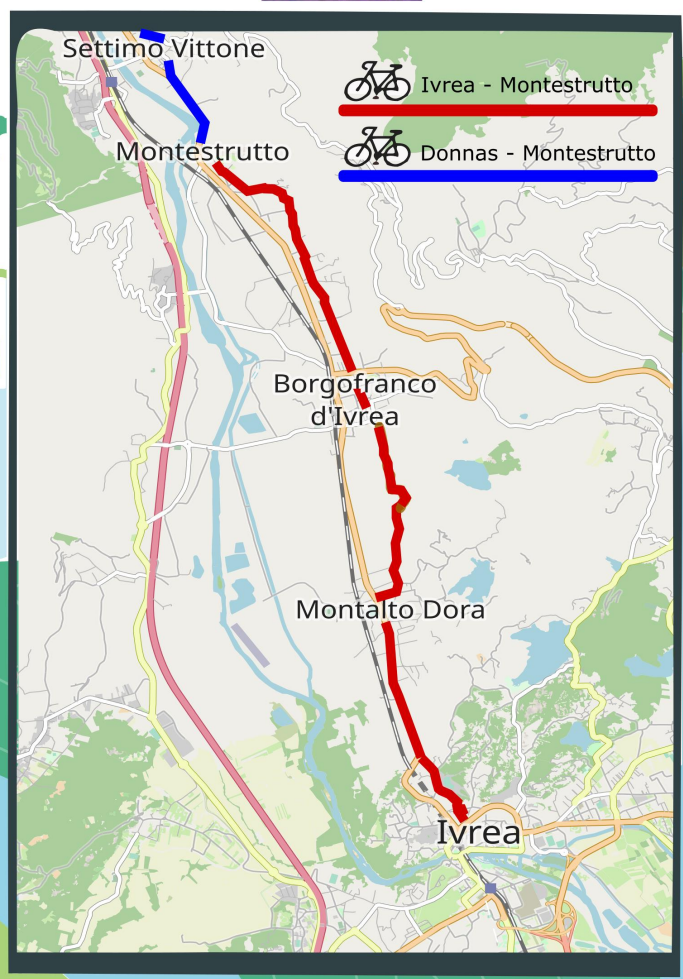 Settimo Vittone
Ivrea - Montestrutto
Montestrutto
Donnas - Montestrutto
Borgofranco
d'Ivrea
Montalto Dora
Ivrea